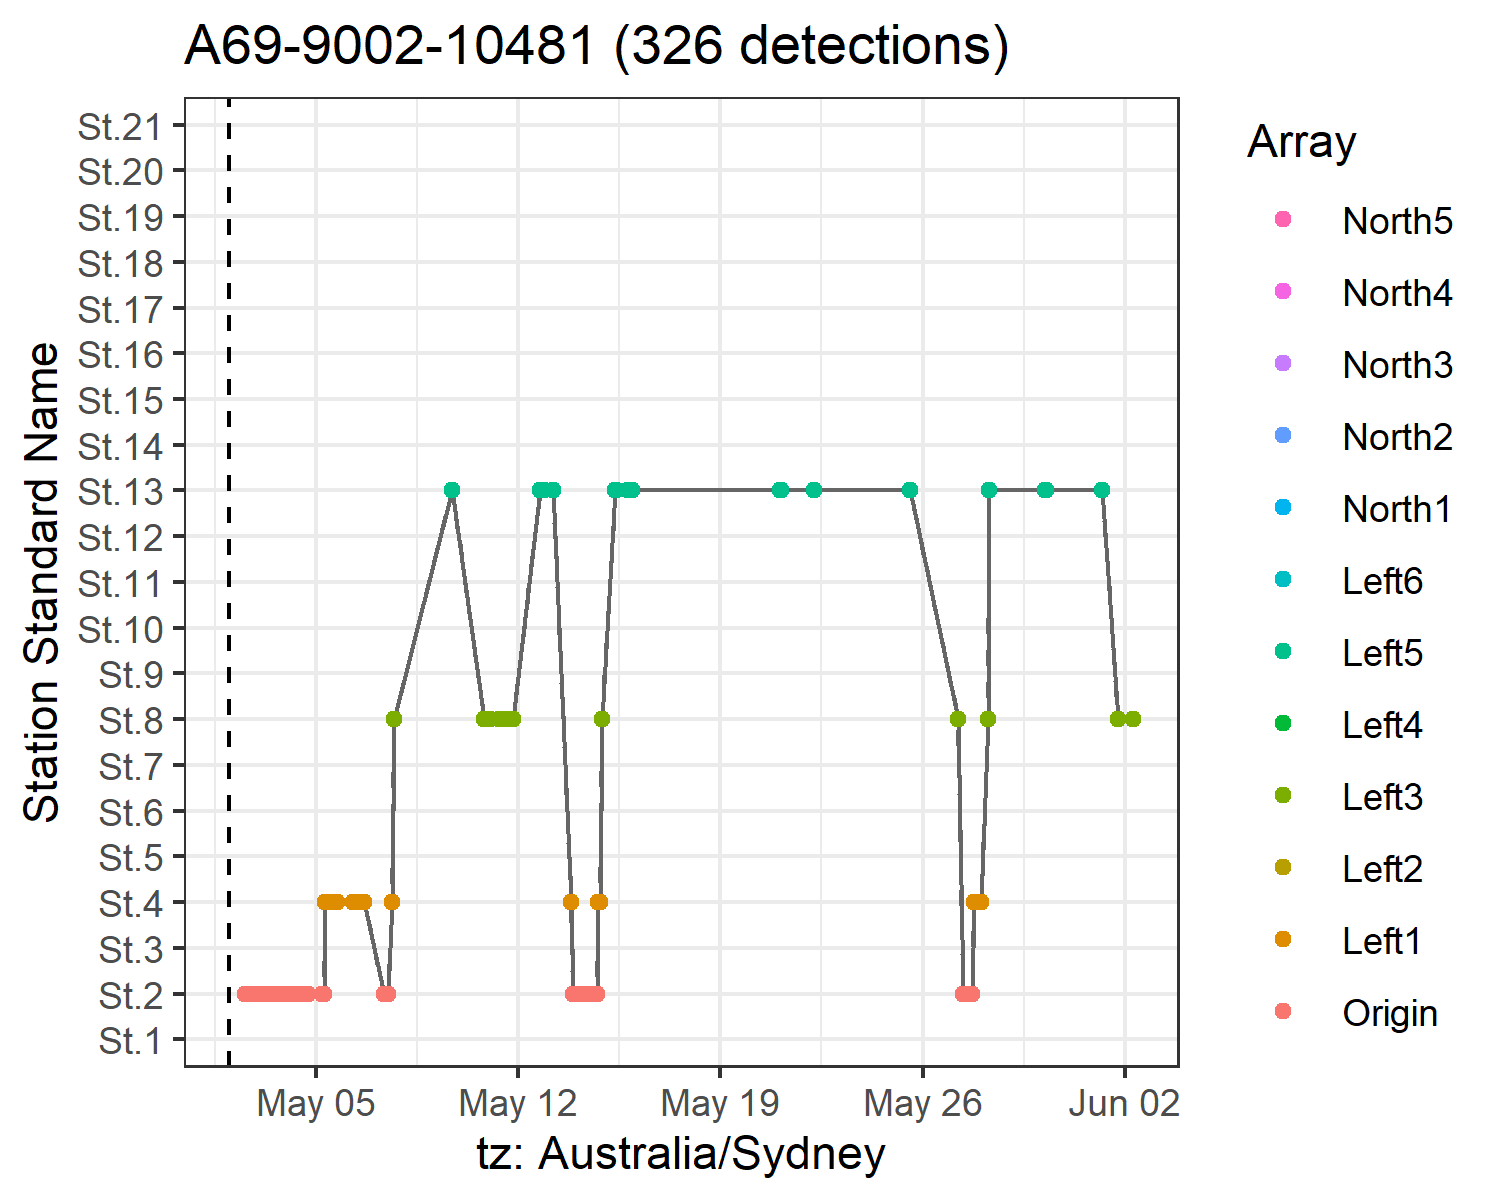 A69-9002-10481 (326 detections)
Station Standard Name
St.21
St.20
St.19
St.18
St.17
St.16
St.15
St.14
St.13
St.12
St.11
St.10
St.9
St.8
St.7
St.6
St.5
St.4
St.3
St.2
St.1
May 05
May 12
May 19
May 26
Jun 02
tz: Australia/Sydney
Array
North5
North4
North3
North2
North1
Left6
Left5
Left4
Left3
Left2
Left1
Origin